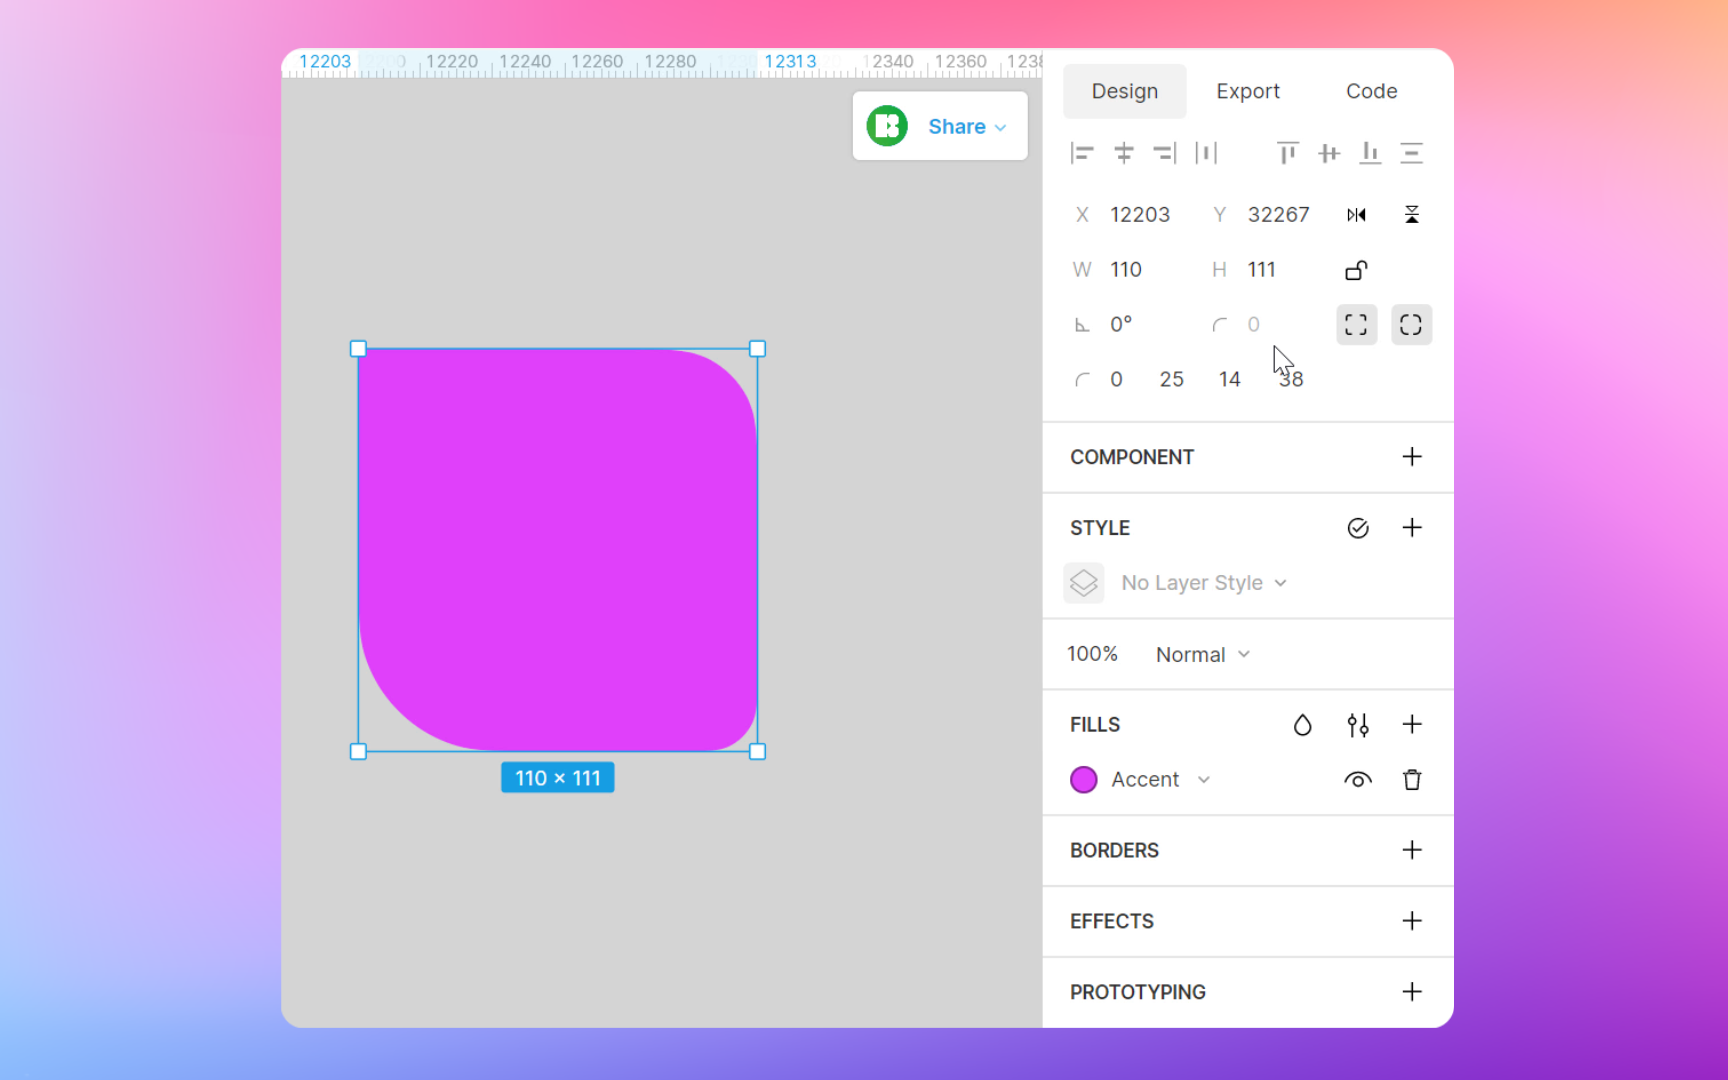 12203 12220 12240 12260 12280 12313 12340 12360
Share
Design Export Code
X 12203 Y 32267
W 110 H 111
0° 0
0 25 14 38
COMPONENT
STYLE
No Layer Style
100% Normal
FILLS
Accent
BORDERS
EFFECTS
PROTOTYPING
110 × 111